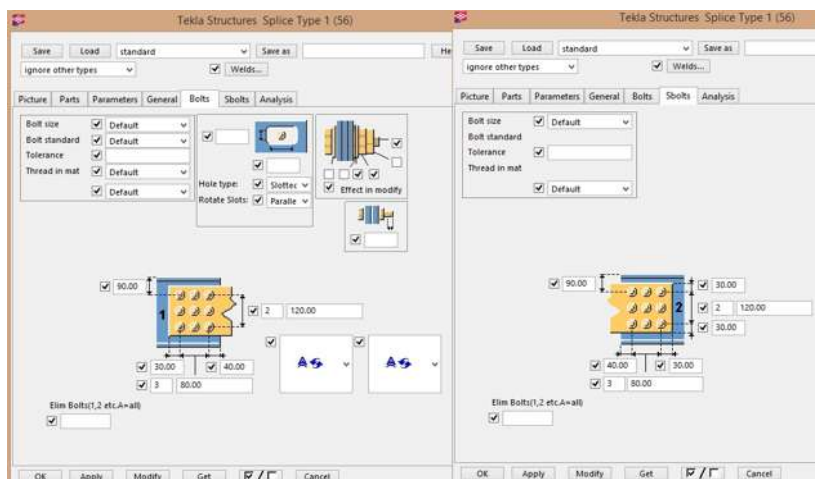 Tekla Structures Splice Type 1 (56)
Save Load standard Save as He
ignore other types Welds...
Picture Parts Parameters General Bolts Sbolts Analysis
Bolt size Default
Bolt standard Default
Tolerance
Thread in mat Default
Default
Hole type: Slotted
Rotate Slots: Paralle
Effect in modify
90.00
1
2 120.00
30.00 40.00
3 80.00
Elim Bolts(1,2 etc.A=all)
OK Apply Modify Get Cancel
Tekla Structures Splice Type 1 (56)
Save Load standard Save as
ignore other types Welds...
Picture Parts Parameters General Bolts Sbolts Analysis
Bolt size Default
Bolt standard
Tolerance
Thread in mat
Default
90.00 30.00
2
2 120.00
30.00
40.00 30.00
3 80.00
Elim Bolts(1,2 etc.A=all)
OK Apply Modify Get Cancel